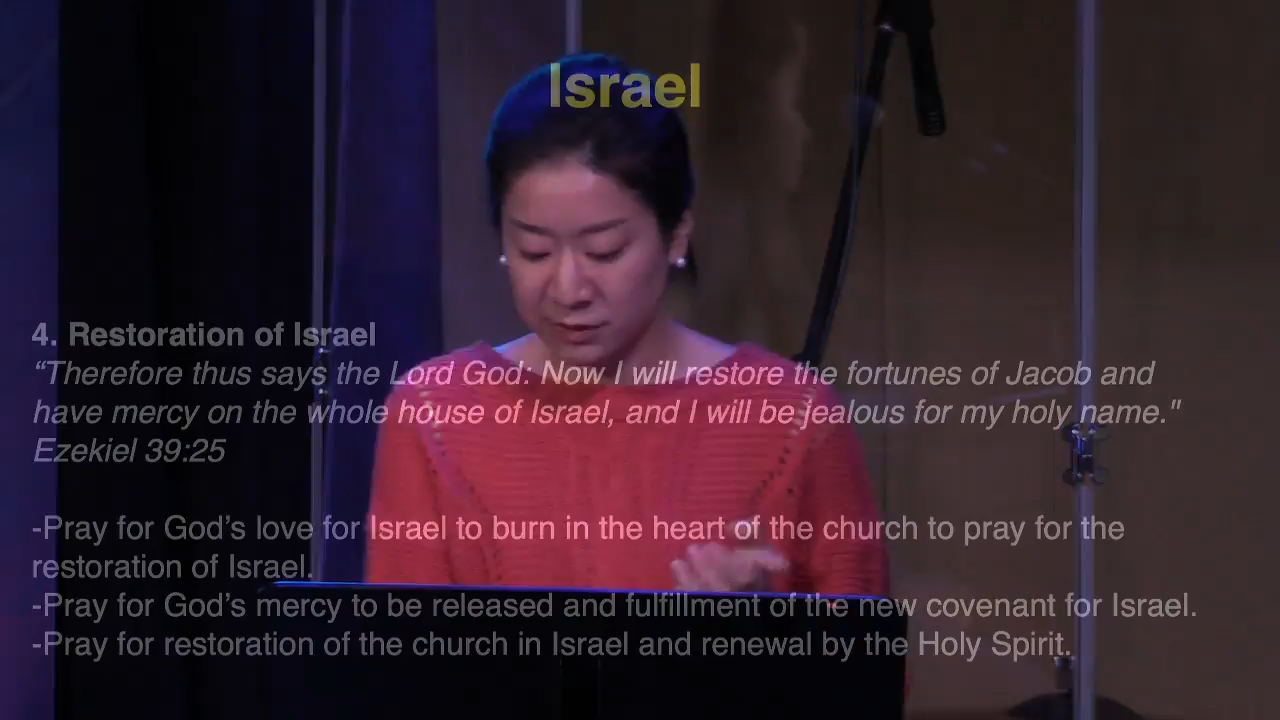 Israel
4. Restoration of Israel
“Therefore thus says the Lord God: Now I will restore the fortunes of Jacob and
have mercy on the whole house of Israel, and I will be jealous for my holy name."
Ezekiel 39:25
-Pray for God’s love for Israel to burn in the heart of the church to pray for the
restoration of Israel.
-Pray for God’s mercy to be released and fulfillment of the new covenant for Israel.
-Pray for restoration of the church in Israel and renewal by the Holy Spirit.